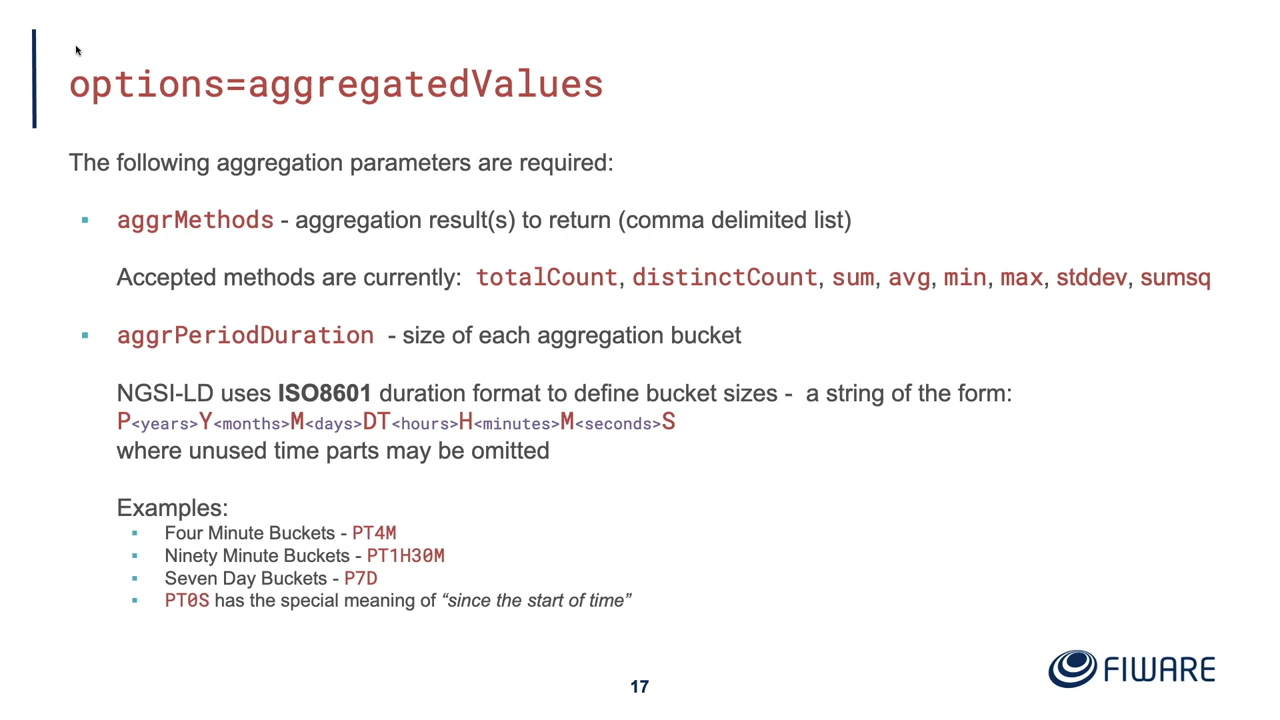 options=aggregatedValues
The following aggregation parameters are required:
▪ aggrMethods - aggregation result(s) to return (comma delimited list)
Accepted methods are currently: totalCount, distinctCount, sum, avg, min, max, stddev, sumsq
▪ aggrPeriodDuration - size of each aggregation bucket
NGSI-LD uses ISO8601 duration format to define bucket sizes - a string of the form:
P<years>Y<months>M<days>DT<hours>H<minutes>M<seconds>S
where unused time parts may be omitted
Examples:
▪ Four Minute Buckets - PT4M
▪ Ninety Minute Buckets - PT1H30M
▪ Seven Day Buckets - P7D
▪ PT0S has the special meaning of “since the start of time”
FIWARE
17